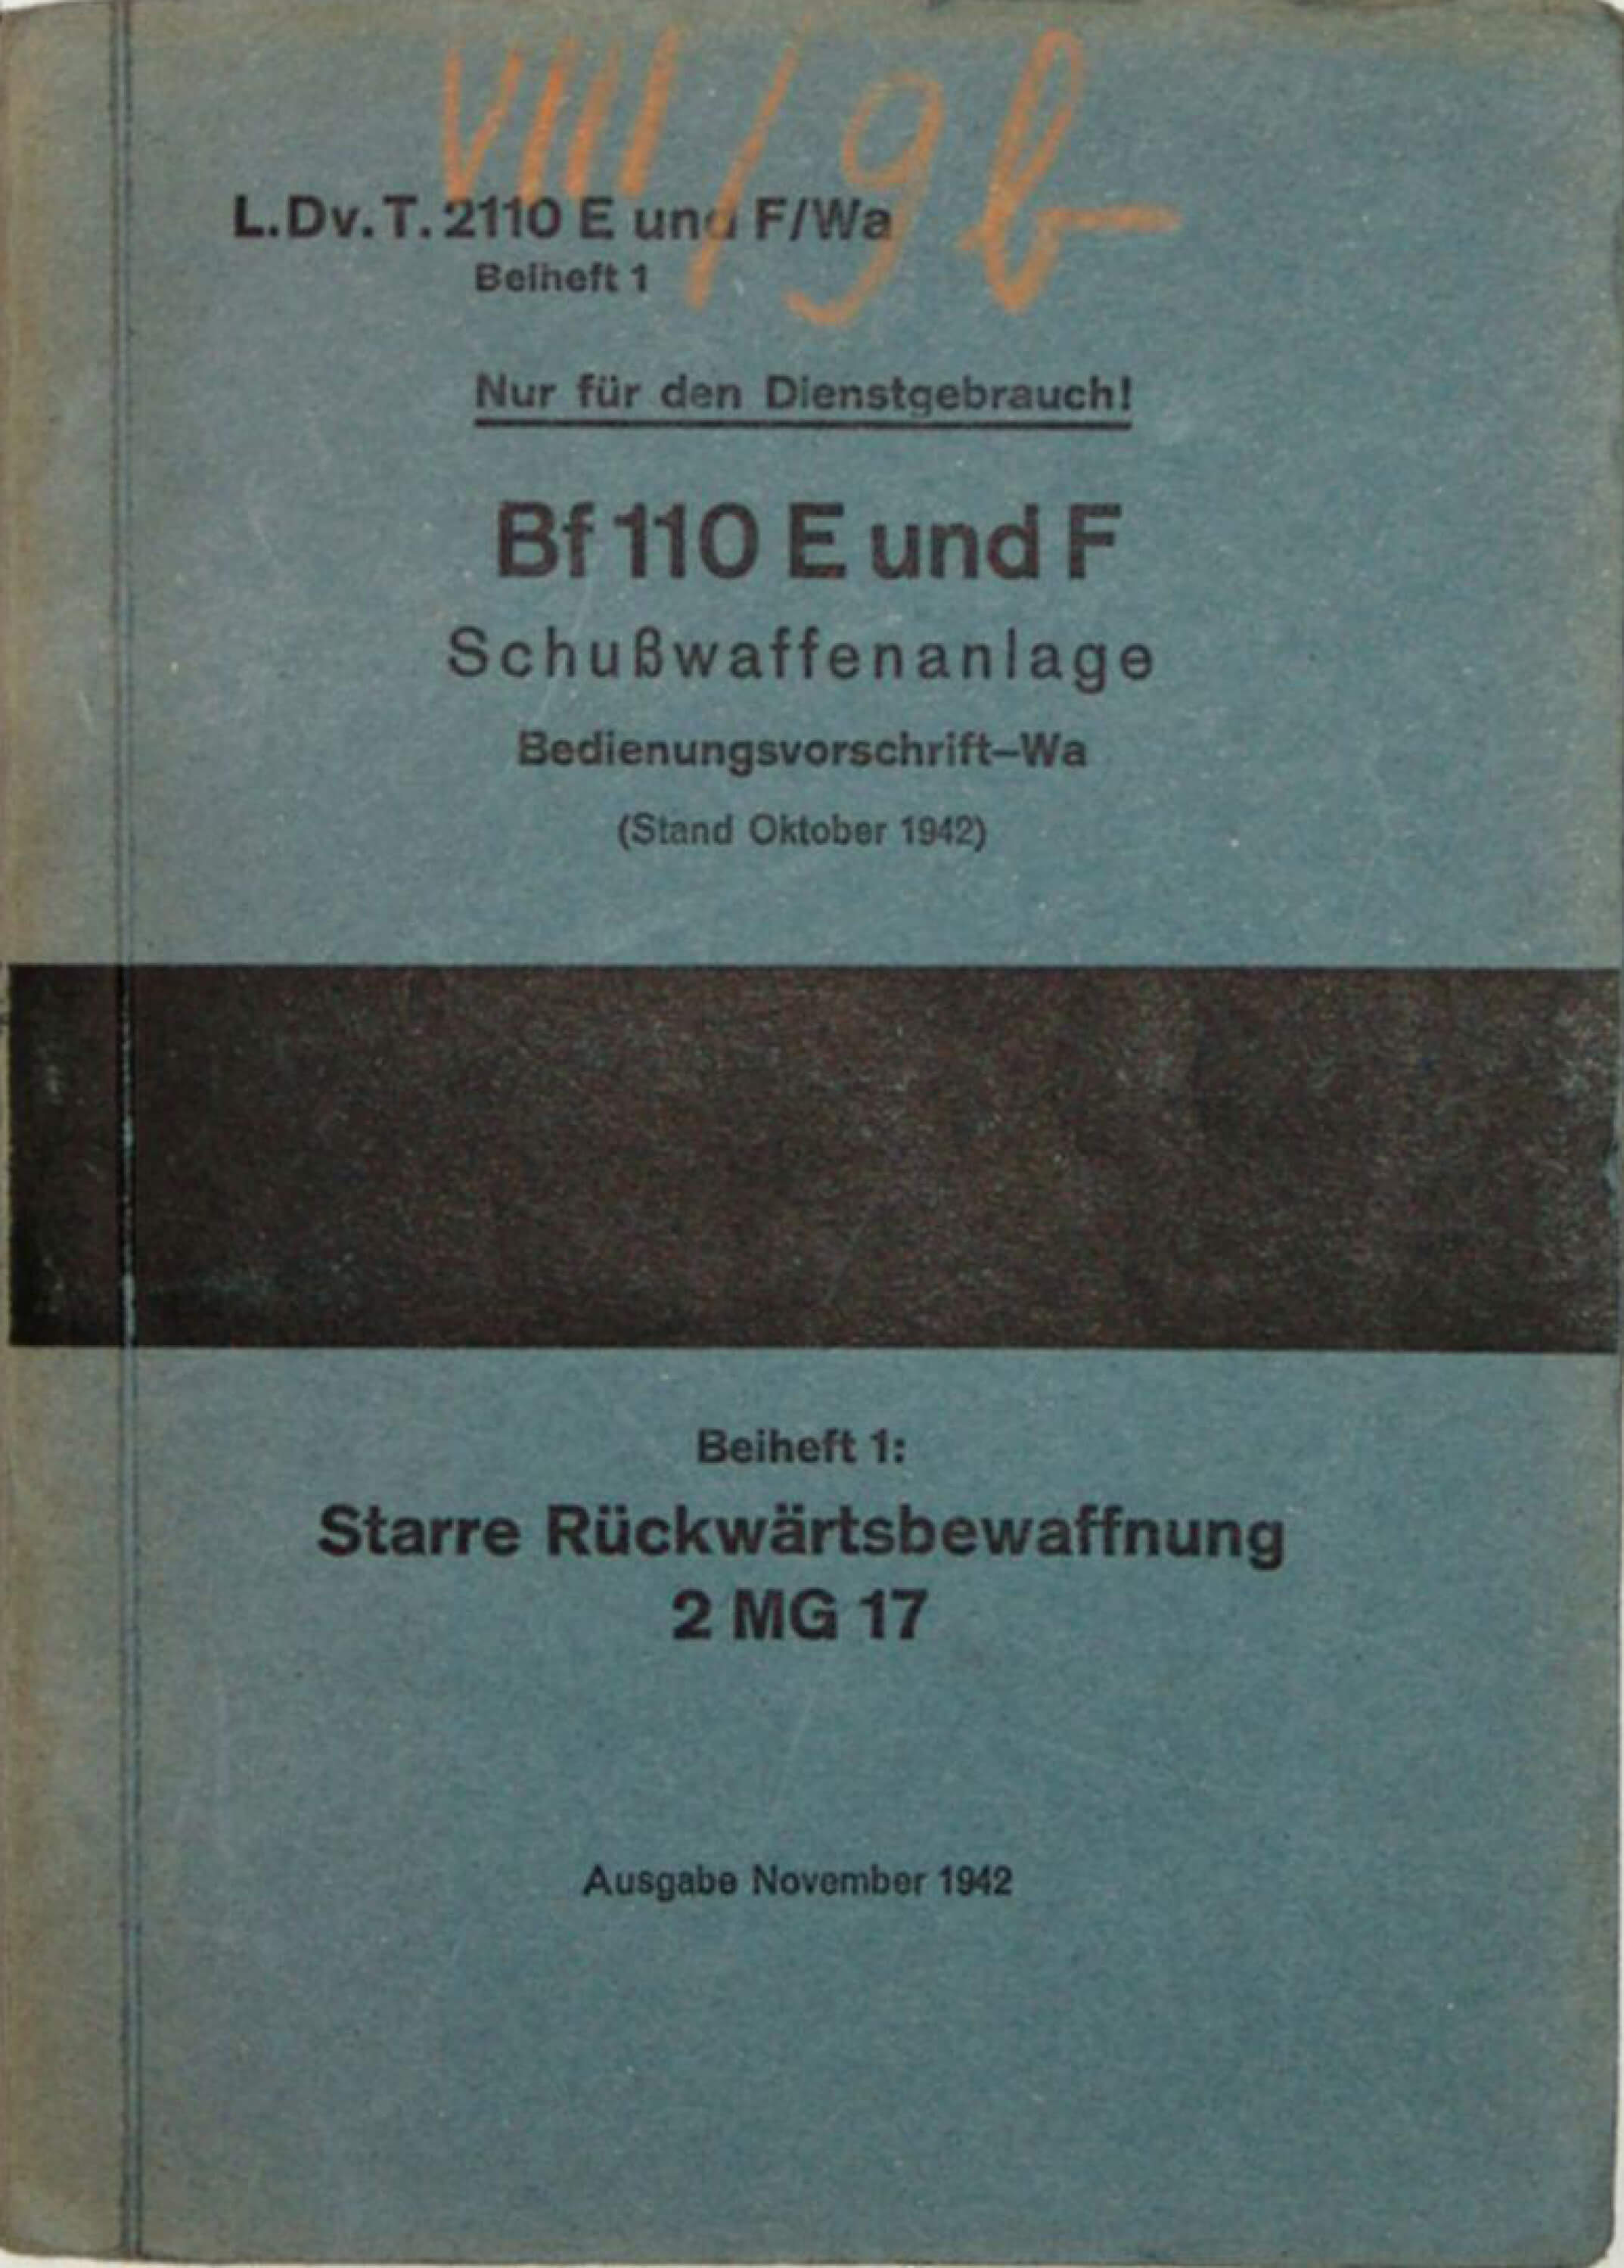 VIII/9b
L.Dv.T. 2110 E und F/Wa
Beiheft 1
Nur für den Dienstgebrauch!
Bf 110 E und F
Schußwaffenanlage
Bedienungsvorschrift–Wa
(Stand Oktober 1942)
Beiheft 1:
Starre Rückwärtsbewaffnung
2 MG 17
Ausgabe November 1942